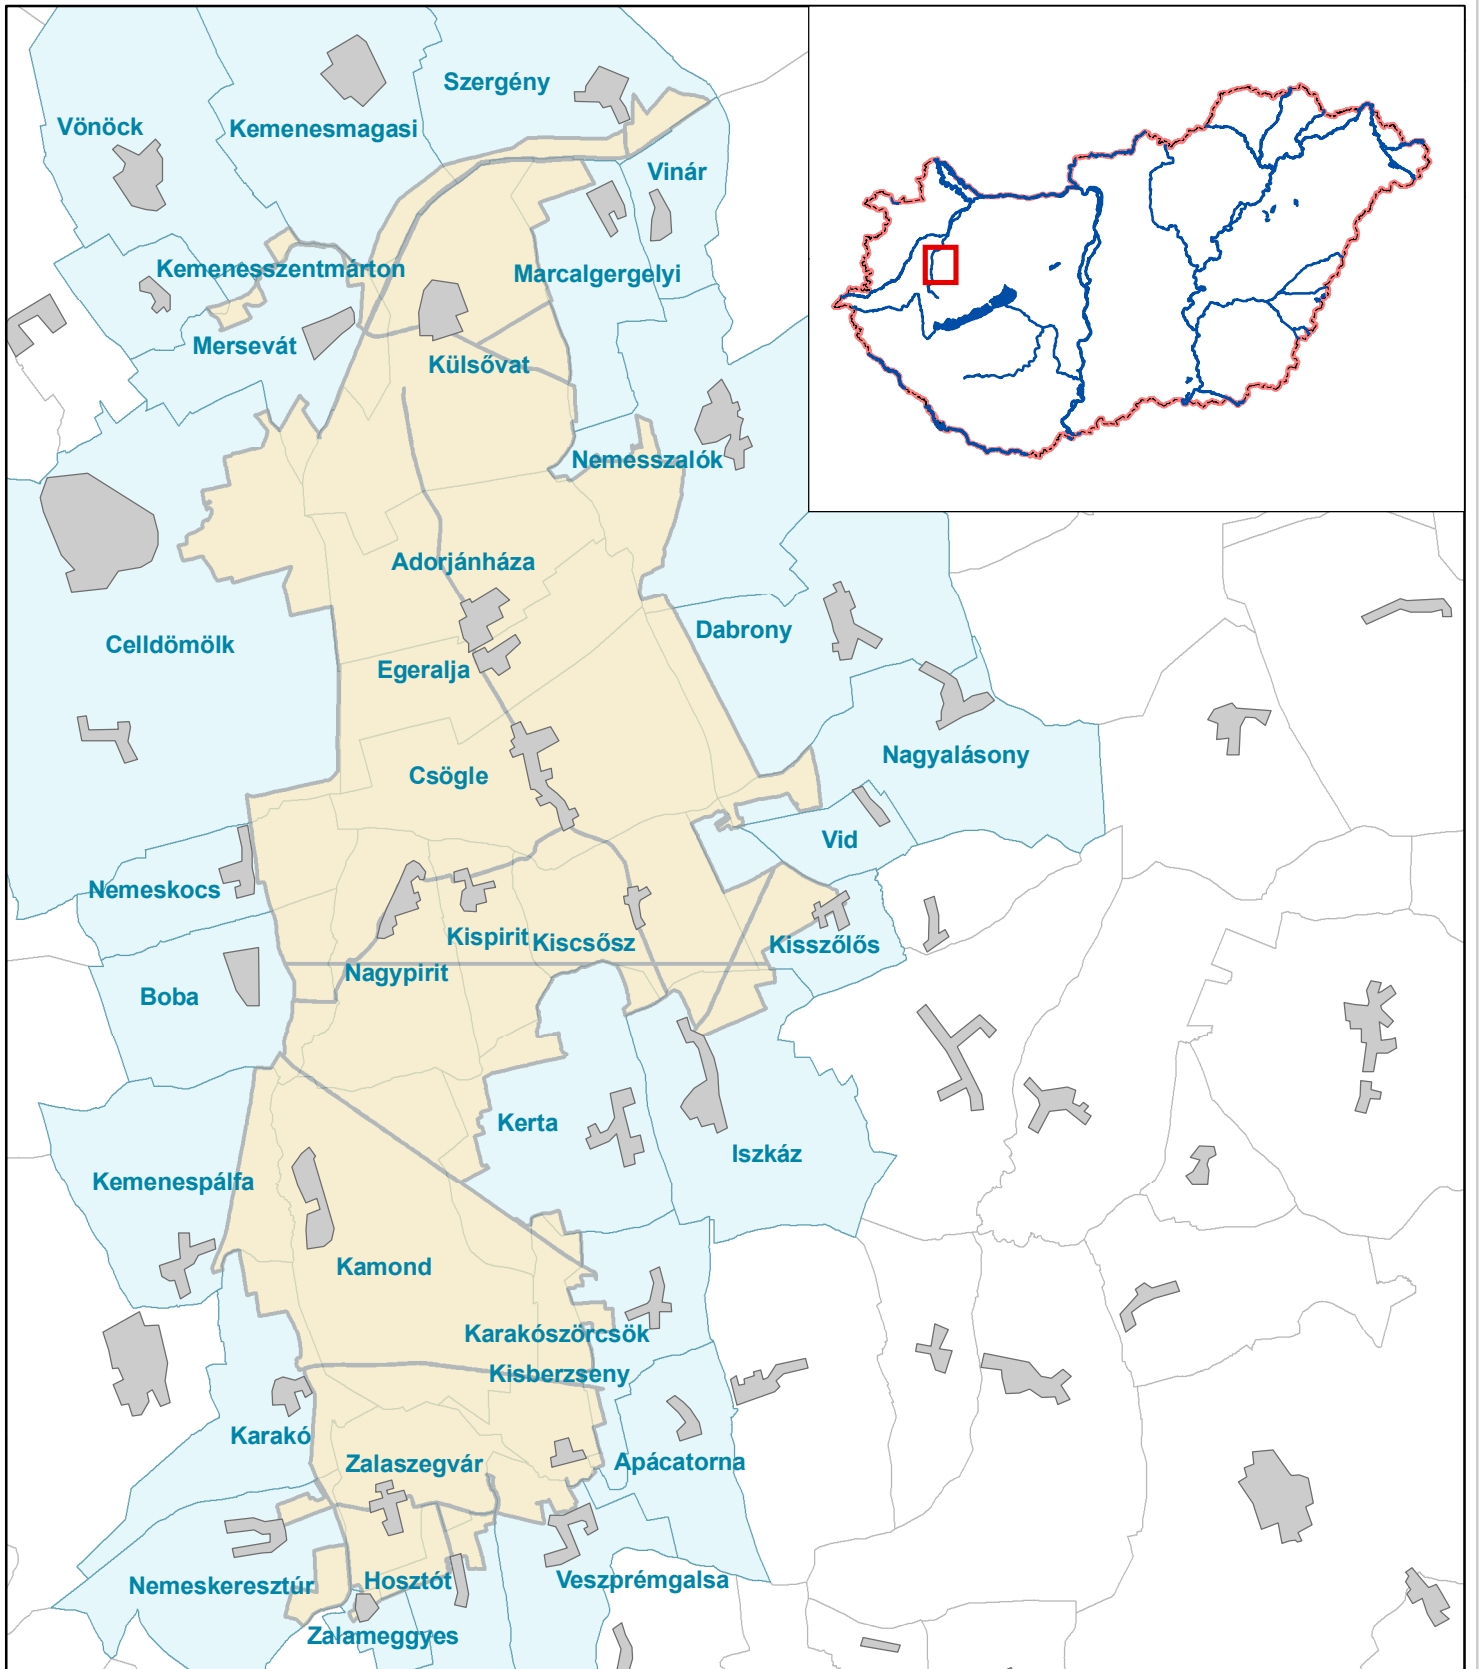 Szergény
Vönöck
Kemenesmagasi
Vinár
Kemenesszentmárton
Marcalgergelyi
Mersevát
Külsővat
Nemesszalók
Adorjánháza
Dabrony
Celldömölk
Egeralja
Nagyalásony
Csögle
Vid
Nemeskocs
Kispirit
Kiscsősz
Kisszőlős
Nagypirit
Boba
Kerta
Iszkáz
Kemenespálfa
Kamond
Karakószörcsök
Kisberzseny
Karakó
Zalaszegvár
Apácatorna
Nemeskeresztúr
Hosztót
Veszprémgalsa
Zalameggyes